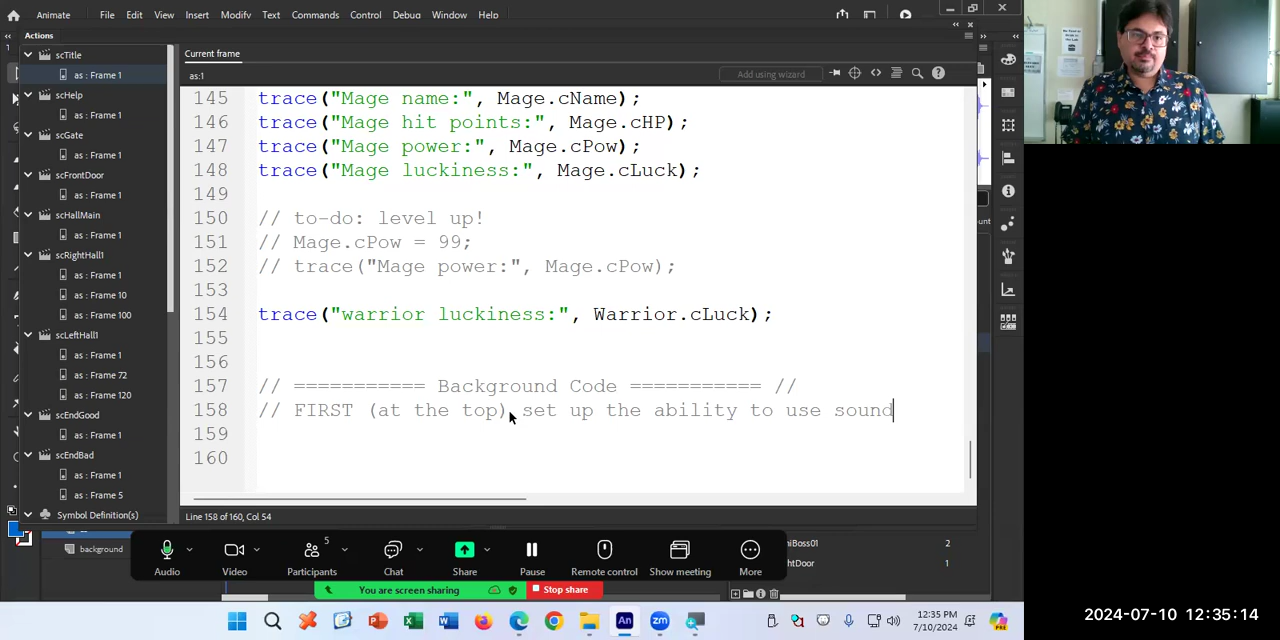 Animate File Edit View Insert Modify Text Commands Control Debug Window Help
Actions
scTitle
as : Frame 1
scHelp
as : Frame 1
scGate
as : Frame 1
scFrontDoor
as : Frame 1
scHallMain
as : Frame 1
scRightHall1
as : Frame 1
as : Frame 10
as : Frame 100
scLeftHall1
as : Frame 1
as : Frame 72
as : Frame 120
scEndGood
as : Frame 1
scEndBad
as : Frame 1
as : Frame 5
Symbol Definition(s)
background
Current frame
as:1
Add using wizard
145 trace("Mage name:", Mage.cName);
146 trace("Mage hit points:", Mage.cHP);
147 trace("Mage power:", Mage.cPow);
148 trace("Mage luckiness:", Mage.cLuck);
149
150 // to-do: level up!
151 // Mage.cPow = 99;
152 // trace("Mage power:", Mage.cPow);
153
154 trace("warrior luckiness:", Warrior.cLuck);
155
156
157 // =========== Background Code =========== //
158 // FIRST (at the top) set up the ability to use sound
159
160
Line 158 of 160, Col 54
5
Audio Video Participants Chat Share Pause Remote control Show meeting More
You are screen sharing Stop share
niBoss01 2
htDoor 1
12:35 PM
7/10/2024
2024-07-10 12:35:14